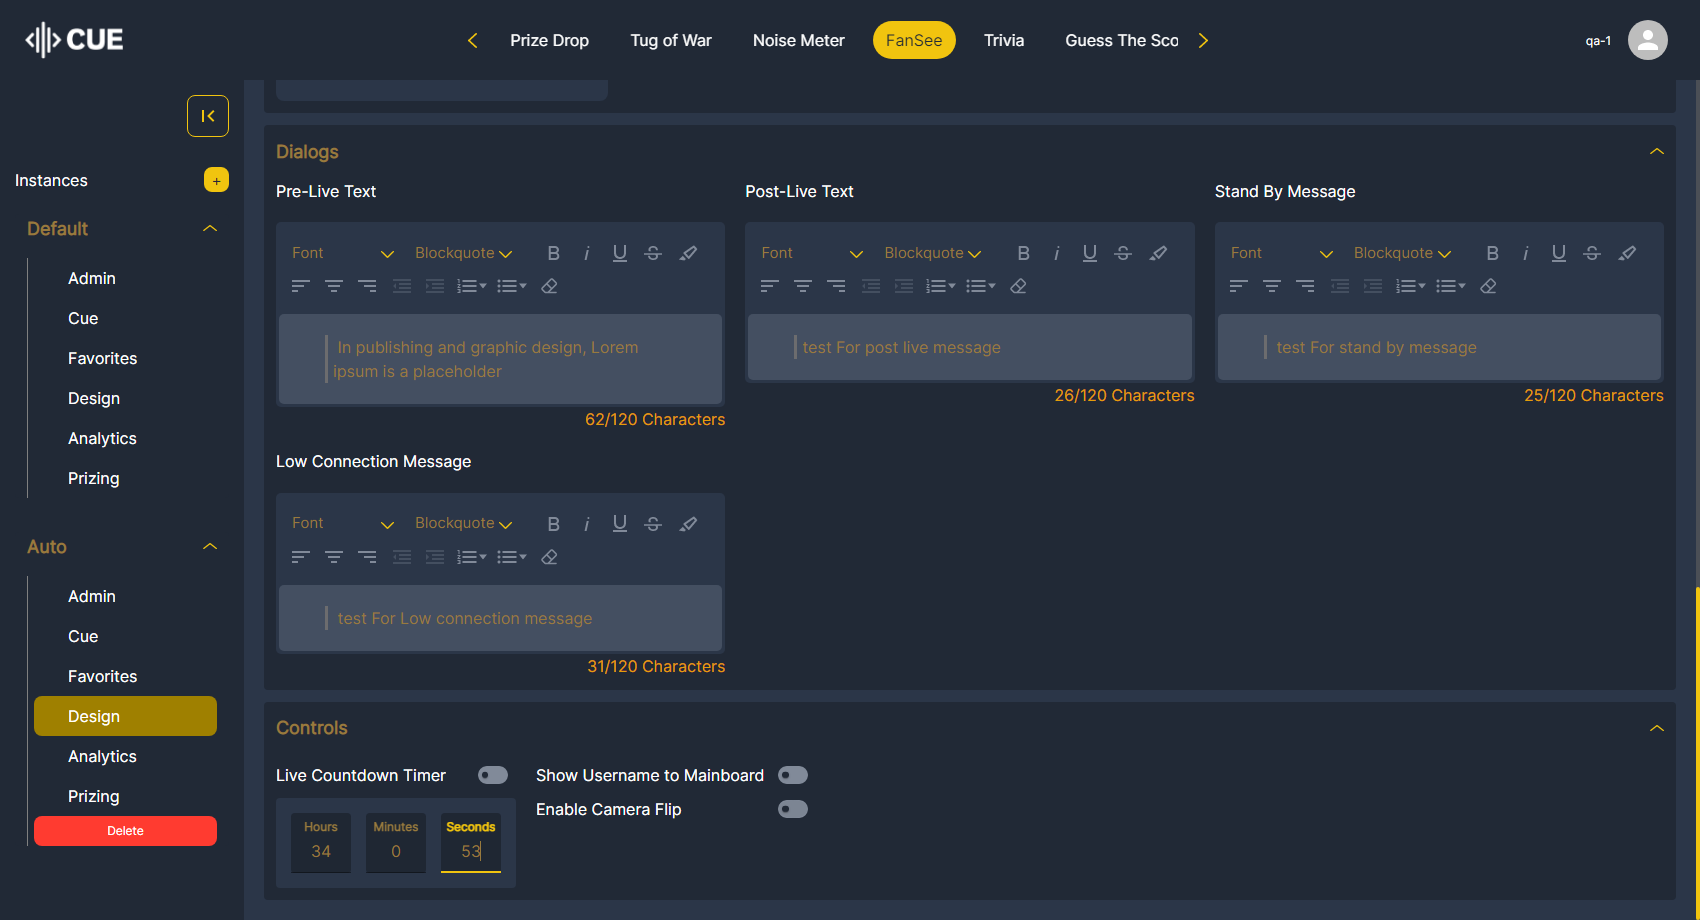 CUE
Prize Drop
Tug of War
Noise Meter
FanSee
Trivia
Guess The Sco
qa-1
Instances
+
Default
Admin
Cue
Favorites
Design
Analytics
Prizing
Auto
Admin
Cue
Favorites
Design
Analytics
Prizing
Delete
Dialogs
Pre-Live Text
Font
Blockquote
B i U S
In publishing and graphic design, Lorem
ipsum is a placeholder
62/120 Characters
Post-Live Text
Font
Blockquote
B i U S
test For post live message
26/120 Characters
Stand By Message
Font
Blockquote
B i U S
test For stand by message
25/120 Characters
Low Connection Message
Font
Blockquote
B i U S
test For Low connection message
31/120 Characters
Controls
Live Countdown Timer
Hours
34
Minutes
0
Seconds
53
Show Username to Mainboard
Enable Camera Flip